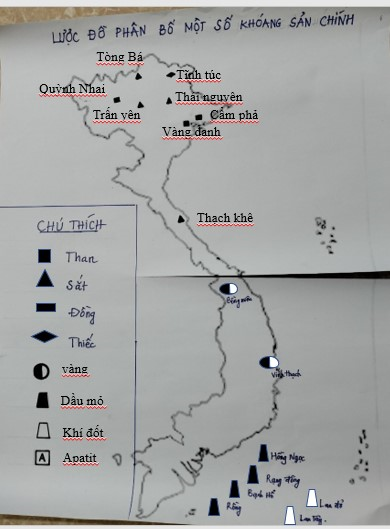 LƯỢC ĐỒ PHÂN BỐ MỘT SỐ KHOÁNG SẢN CHÍNH
Tòng Bá
Tinh túc
Quỳnh Nhai
Thái nguyên
Trấn yên
Cẩm phả
Vàng danh
Thạch khê
CHÚ THÍCH
Than
Sắt
Đồng
Thiếc
vàng
Dầu mỏ
Khí đốt
A Apatít
Bồng miêu
Vĩnh thạch
Hồng Ngọc
Rạng đông
Bạch Hổ
Rồng
Lan đỏ
Lan Tây